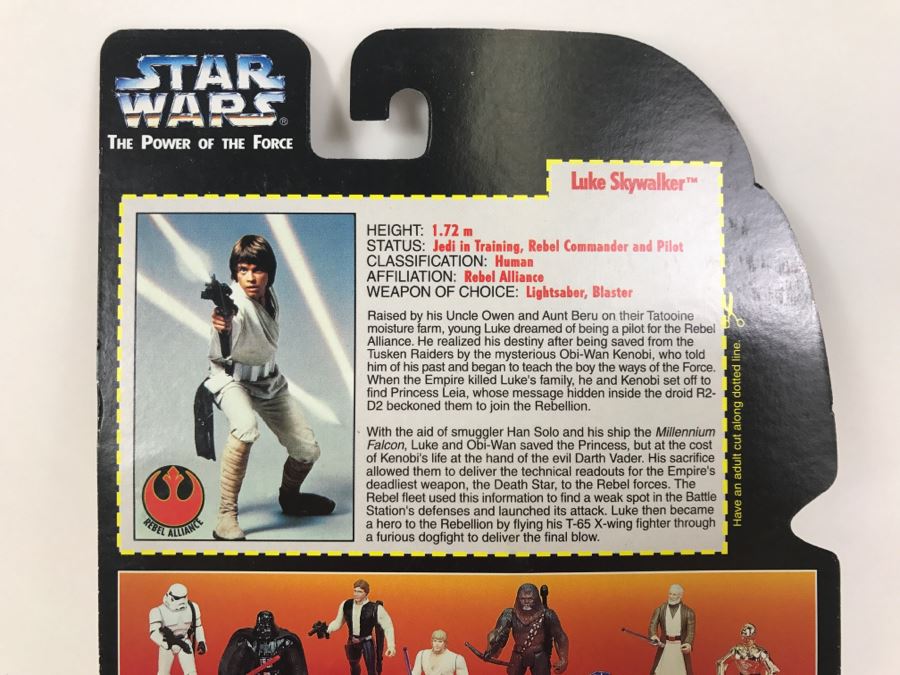 STAR
WARS®
THE POWER OF THE FORCE
Luke Skywalker™
HEIGHT: 1.72 m
STATUS: Jedi in Training, Rebel Commander and Pilot
CLASSIFICATION: Human
AFFILIATION: Rebel Alliance
WEAPON OF CHOICE: Lightsaber, Blaster
Raised by his Uncle Owen and Aunt Beru on their Tatooine
moisture farm, young Luke dreamed of being a pilot for the Rebel
Alliance. He realized his destiny after being saved from the
Tusken Raiders by the mysterious Obi-Wan Kenobi, who told
him of his past and began to teach the boy the ways of the Force.
When the Empire killed Luke's family, he and Kenobi set off to
find Princess Leia, whose message hidden inside the droid R2-
D2 beckoned them to join the Rebellion.
With the aid of smuggler Han Solo and his ship the Millennium
Falcon, Luke and Obi-Wan saved the Princess, but at the cost
of Kenobi's life at the hand of the evil Darth Vader. His sacrifice
allowed them to deliver the technical readouts for the Empire's
deadliest weapon, the Death Star, to the Rebel forces. The
Rebel fleet used this information to find a weak spot in the Battle
Station's defenses and launched its attack. Luke then became
a hero to the Rebellion by flying his T-65 X-wing fighter through
a furious dogfight to deliver the final blow.
REBEL ALLIANCE
Have an adult cut along dotted line.